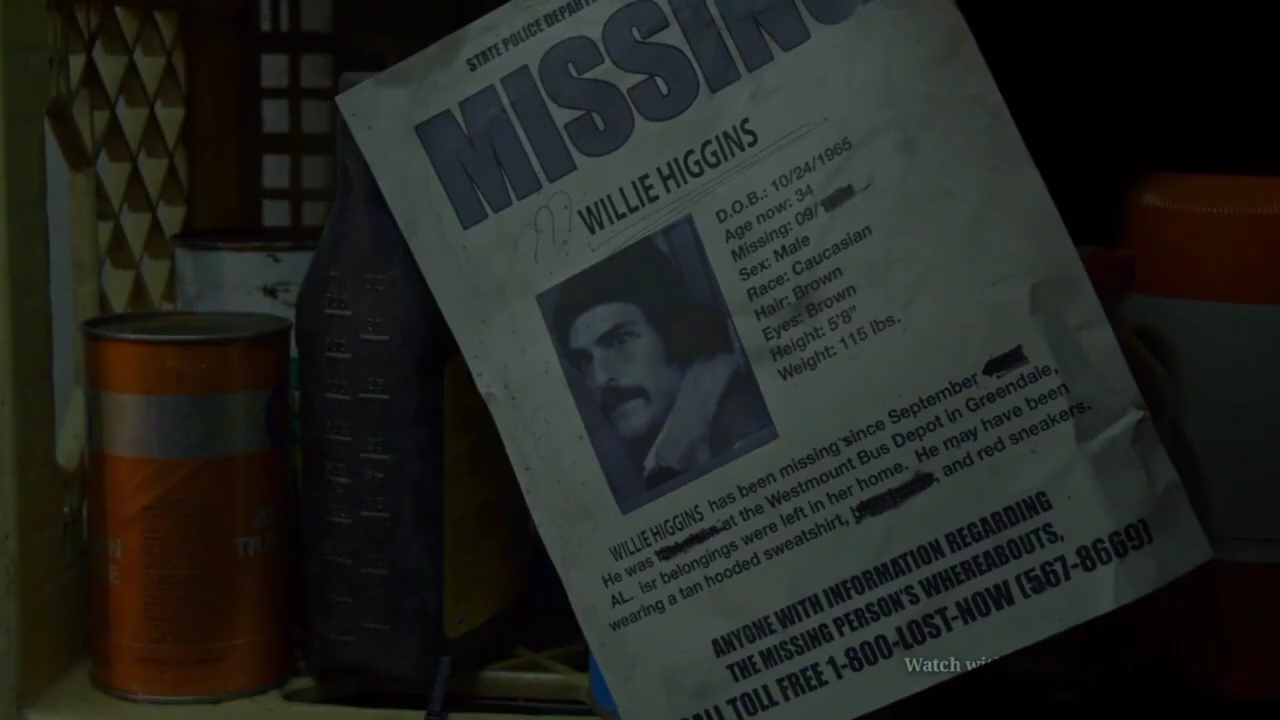 STATE POLICE
MISSING
??? WILLIE HIGGINS
D.O.B.: 10/24/1965
Age now: 34
Missing: 09/
Sex: Male
Race: Caucasian
Hair: Brown
Eyes: Brown
Height: 5'8"
Weight: 115 lbs.
WILLIE HIGGINS has been missing since September
He was at the Westmount Bus Depot in Greendale,
AL. isr belongings were left in her home. He may have been
wearing a tan hooded sweatshirt, and red sneakers.
ANYONE WITH INFORMATION REGARDING
THE MISSING PERSON'S WHEREABOUTS,
TOLL FREE 1-800-LOST-NOW (567-8669)
Watch